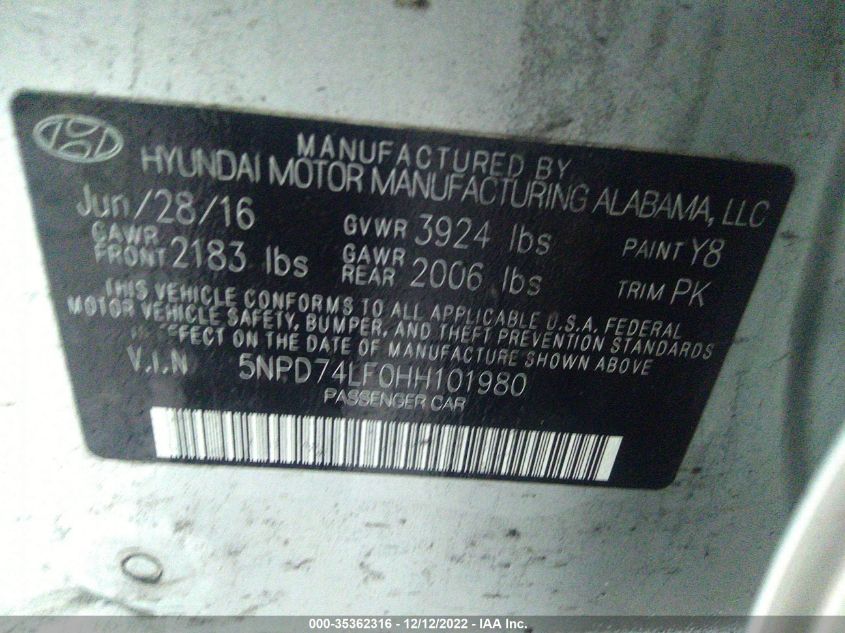 MANUFACTURED BY
HYUNDAI MOTOR MANUFACTURING ALABAMA, LLC
Jun/28/16 GVWR 3924 lbs PAINT Y8
GAWR FRONT 2183 lbs GAWR REAR 2006 lbs TRIM PK
THIS VEHICLE CONFORMS TO ALL APPLICABLE U.S.A. FEDERAL
MOTOR VEHICLE SAFETY, BUMPER, AND THEFT PREVENTION STANDARDS
IN EFFECT ON THE DATE OF MANUFACTURE SHOWN ABOVE.
V.I.N 5NPD74LF0HH101980
PASSENGER CAR
000-35362316 - 12/12/2022 - IAA Inc.